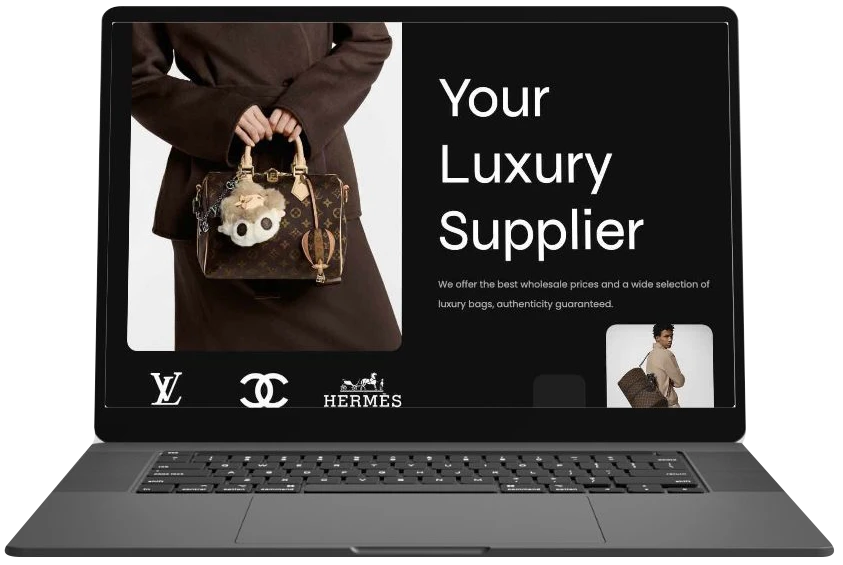 Your
Luxury
Supplier
We offer the best wholesale prices and a wide selection of
luxury bags, authenticity guaranteed.
HERMÈS